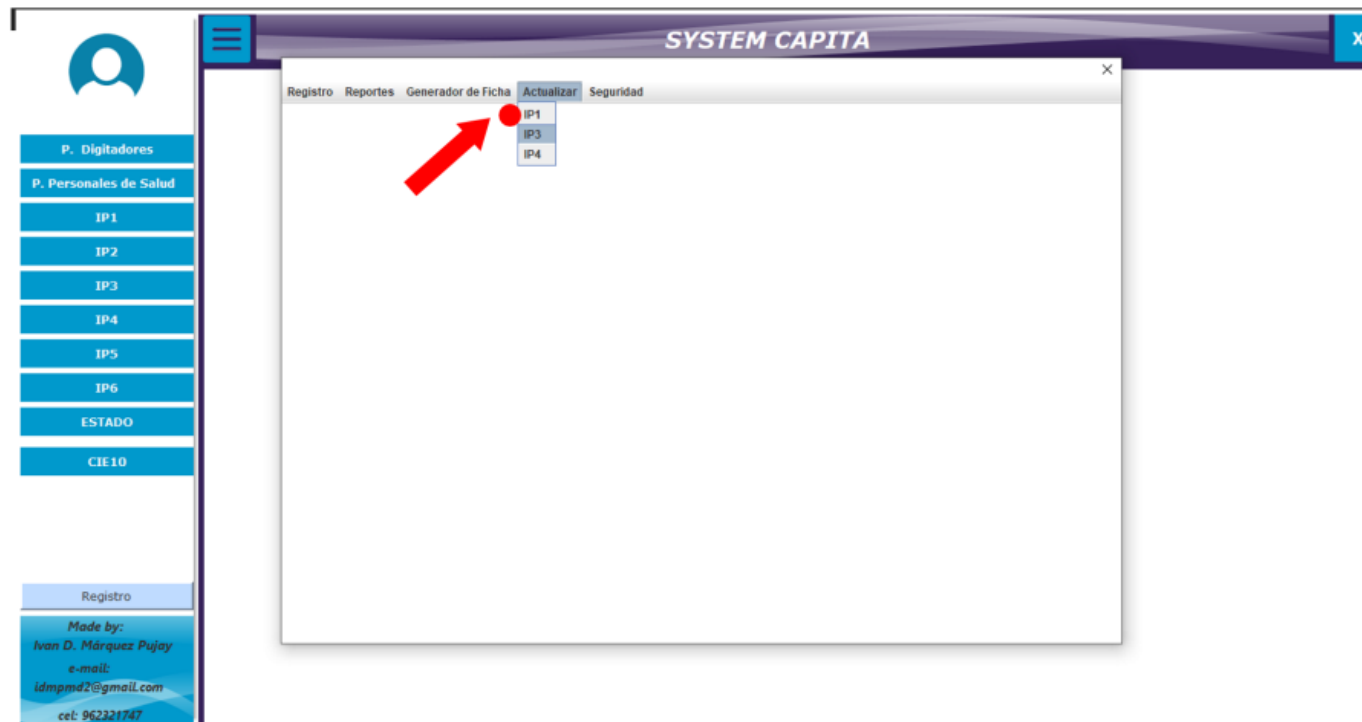 SYSTEM CAPITA
X
×
Registro Reportes Generador de Ficha Actualizar Seguridad
IP1
IP3
IP4
P. Digitadores
P. Personales de Salud
IP1
IP2
IP3
IP4
IP5
IP6
ESTADO
CIE10
Registro
Made by:
Ivan D. Márquez Pujay
e-mail:
idmpmd2@gmail.com
cel: 962321747